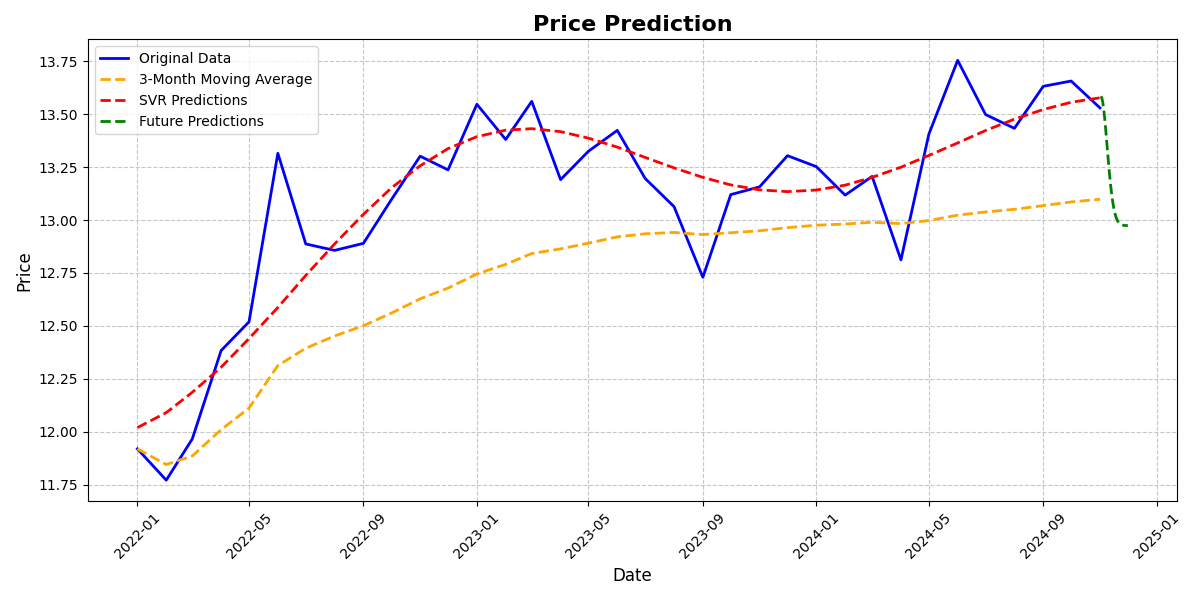 Price Prediction
Original Data
3-Month Moving Average
SVR Predictions
Future Predictions
Price
13.75
13.50
13.25
13.00
12.75
12.50
12.25
12.00
11.75
2022-01
2022-05
2022-09
2023-01
2023-05
2023-09
2024-01
2024-05
2024-09
2025-01
Date